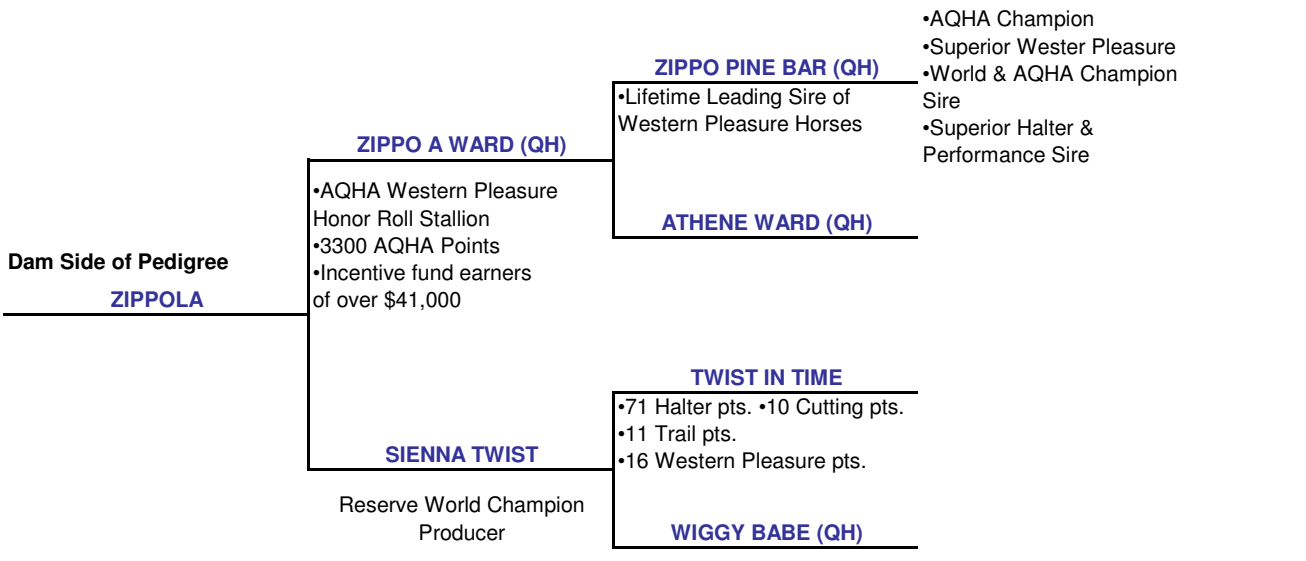 •AQHA Champion
•Superior Wester Pleasure
•World & AQHA Champion
Sire
•Superior Halter &
Performance Sire
ZIPPO PINE BAR (QH)
•Lifetime Leading Sire of
Western Pleasure Horses
ZIPPO A WARD (QH)
•AQHA Western Pleasure
Honor Roll Stallion
•3300 AQHA Points
•Incentive fund earners
of over $41,000
ATHENE WARD (QH)
Dam Side of Pedigree
ZIPPOLA
TWIST IN TIME
•71 Halter pts. •10 Cutting pts.
•11 Trail pts.
•16 Western Pleasure pts.
SIENNA TWIST
Reserve World Champion
Producer
WIGGY BABE (QH)